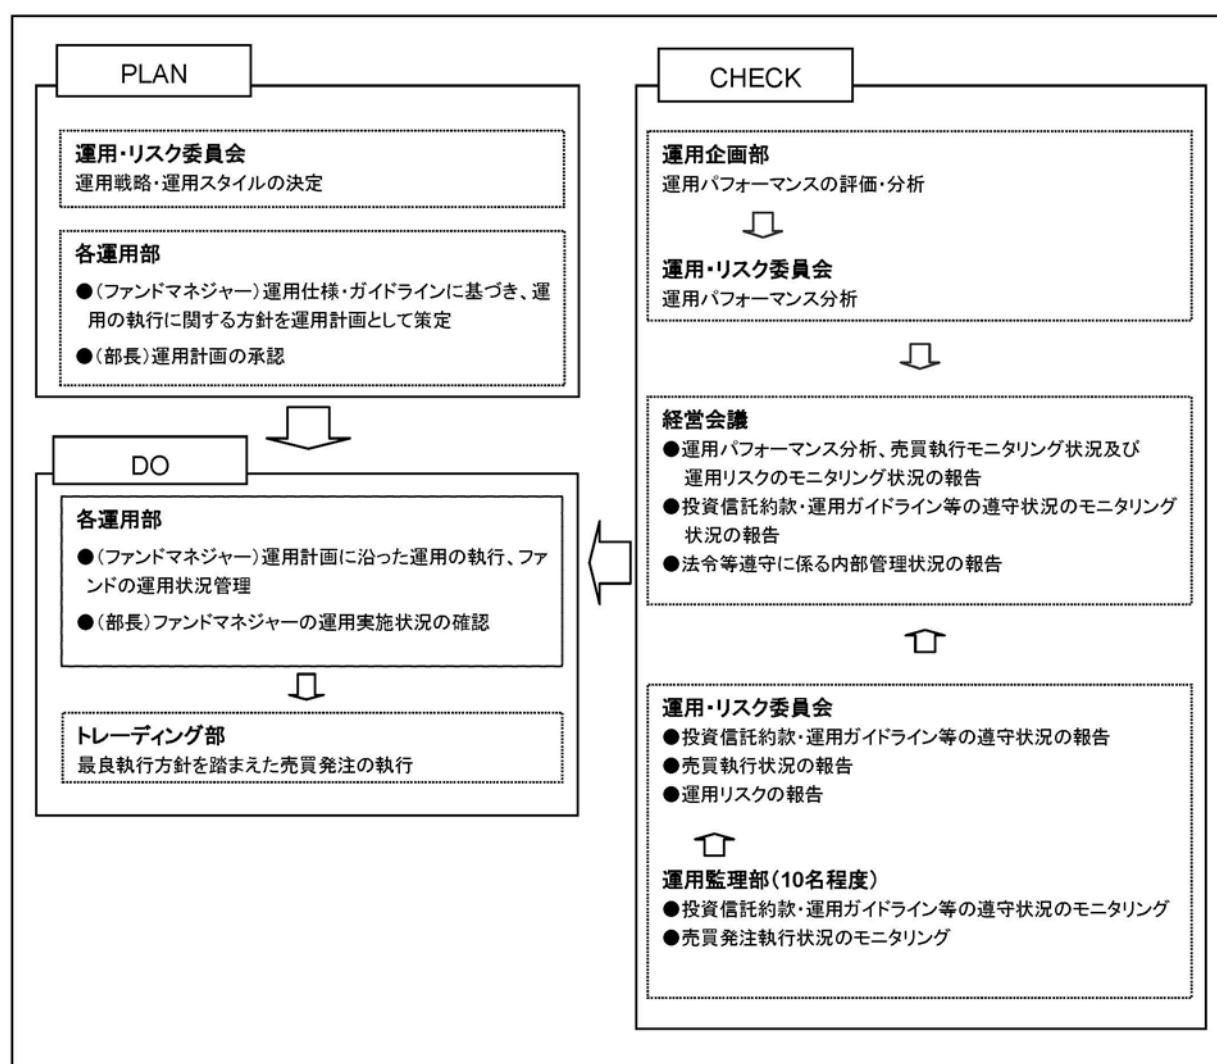 PLAN
運用・リスク委員会
運用戦略・運用スタイルの決定
各運用部
●(ファンドマネジャー)運用仕様・ガイドラインに基づき、運
用の執行に関する方針を運用計画として策定
●(部長)運用計画の承認
DO
各運用部
●(ファンドマネジャー)運用計画に沿った運用の執行、ファ
ンドの運用状況管理
●(部長)ファンドマネジャーの運用実施状況の確認
トレーディング部
最良執行方針を踏まえた売買発注の執行
CHECK
運用企画部
運用パフォーマンスの評価・分析
運用・リスク委員会
運用パフォーマンス分析
経営会議
●運用パフォーマンス分析、売買執行モニタリング状況及び
運用リスクのモニタリング状況の報告
●投資信託約款・運用ガイドライン等の遵守状況のモニタリング
状況の報告
●法令等遵守に係る内部管理状況の報告
運用・リスク委員会
●投資信託約款・運用ガイドライン等の遵守状況の報告
●売買執行状況の報告
●運用リスクの報告
運用監理部(10名程度)
●投資信託約款・運用ガイドライン等の遵守状況のモニタリング
●売買発注執行状況のモニタリング